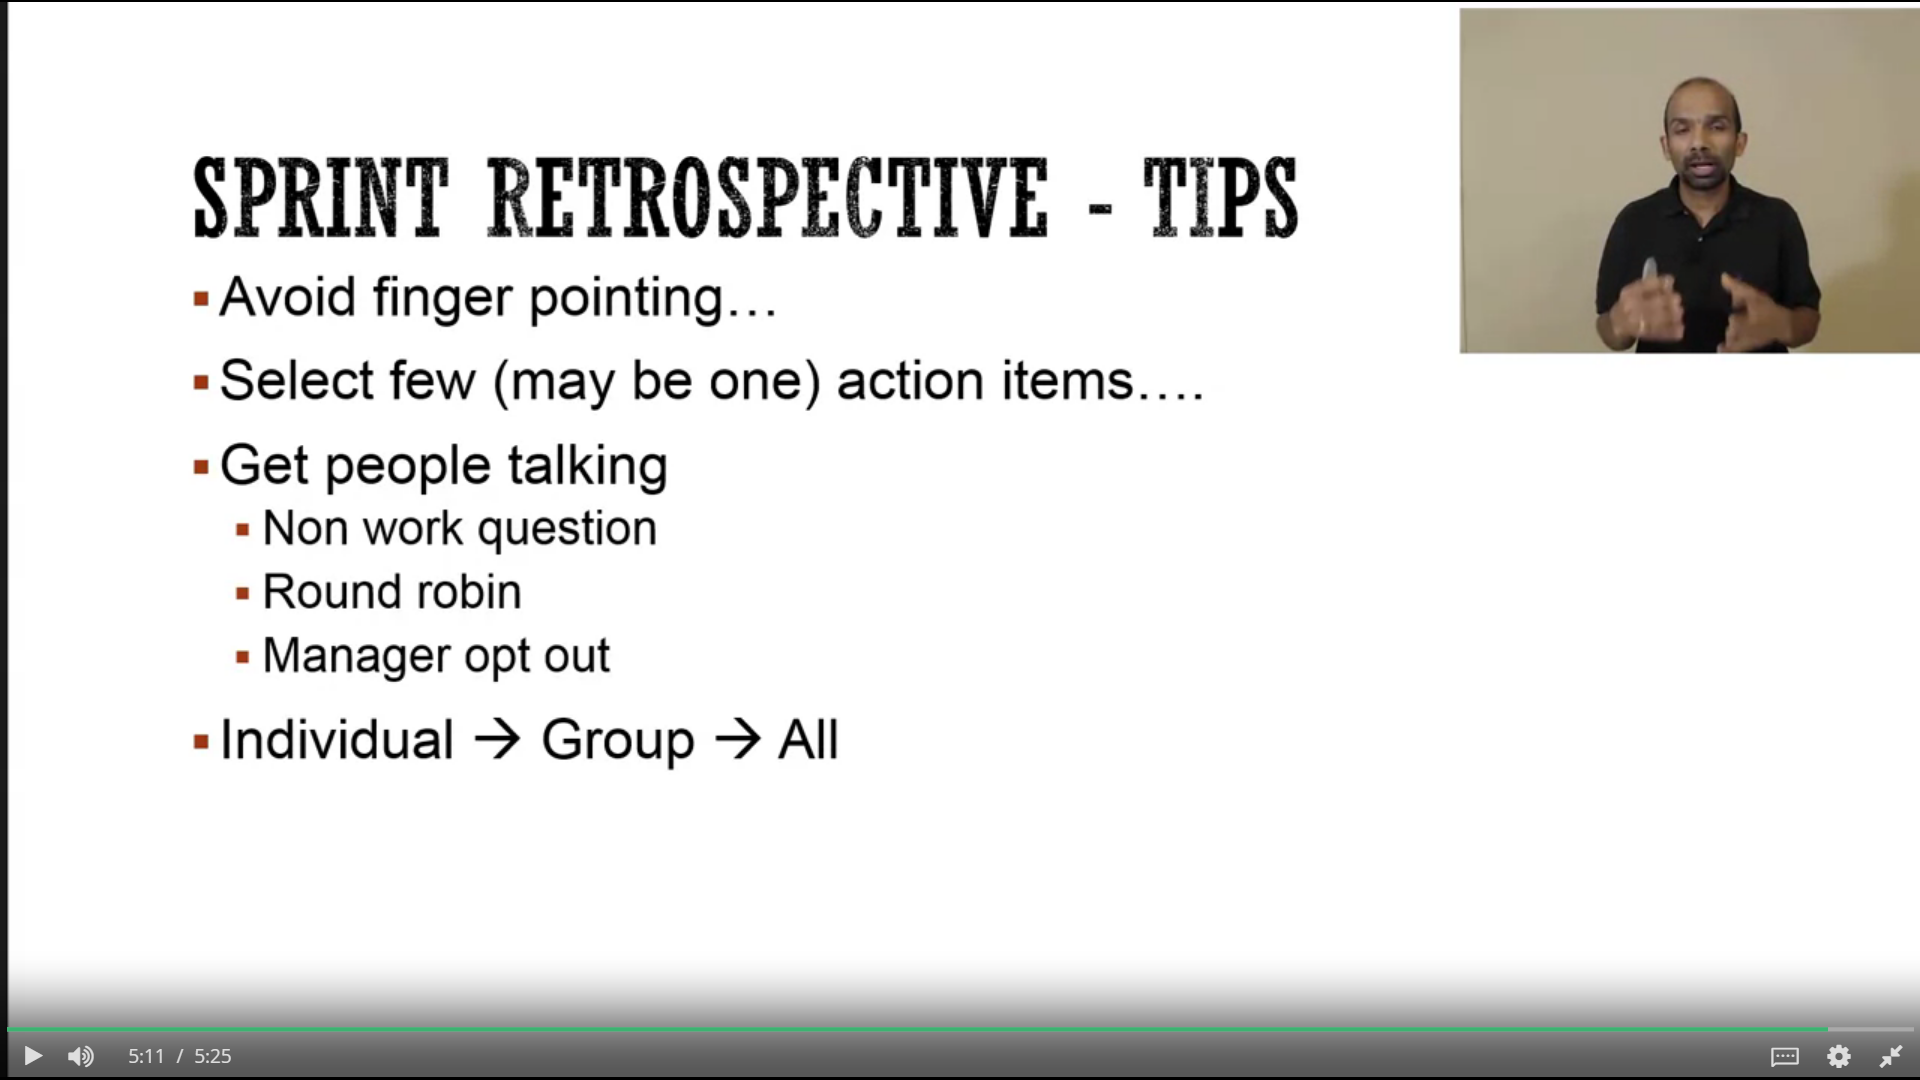 SPRINT RETROSPECTIVE - TIPS
▪ Avoid finger pointing…
▪ Select few (may be one) action items….
▪ Get people talking
▪ Non work question
▪ Round robin
▪ Manager opt out
▪ Individual → Group → All
5:11 / 5:25